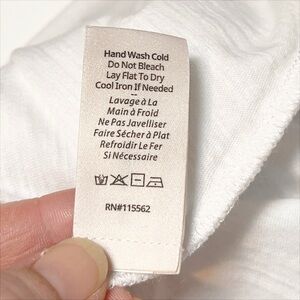 Hand Wash Cold
Do Not Bleach
Lay Flat To Dry
Cool Iron If Needed
Lavage à La
Main à Froid
Ne Pas Javelliser
Faire Sécher à Plat
Refroidir Le Fer
Si Nécessaire
RN#115562